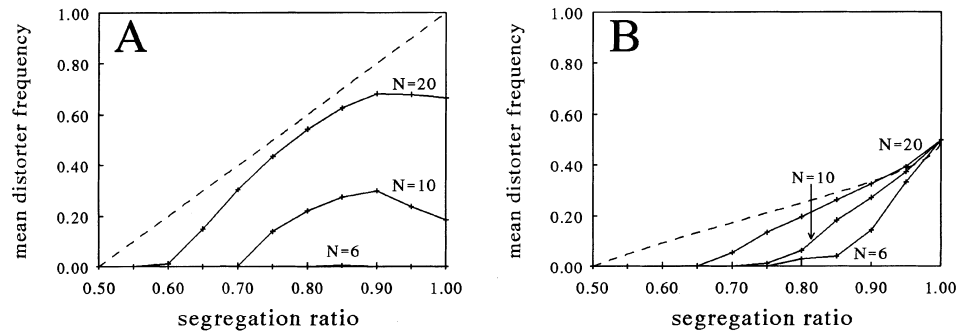 A
mean distorter frequency
1.00
0.80
0.60
0.40
0.20
0.00
N=20
N=10
N=6
0.50 0.60 0.70 0.80 0.90 1.00
segregation ratio
B
mean distorter frequency
1.00
0.80
0.60
0.40
0.20
0.00
N=20
N=10
N=6
0.50 0.60 0.70 0.80 0.90 1.00
segregation ratio